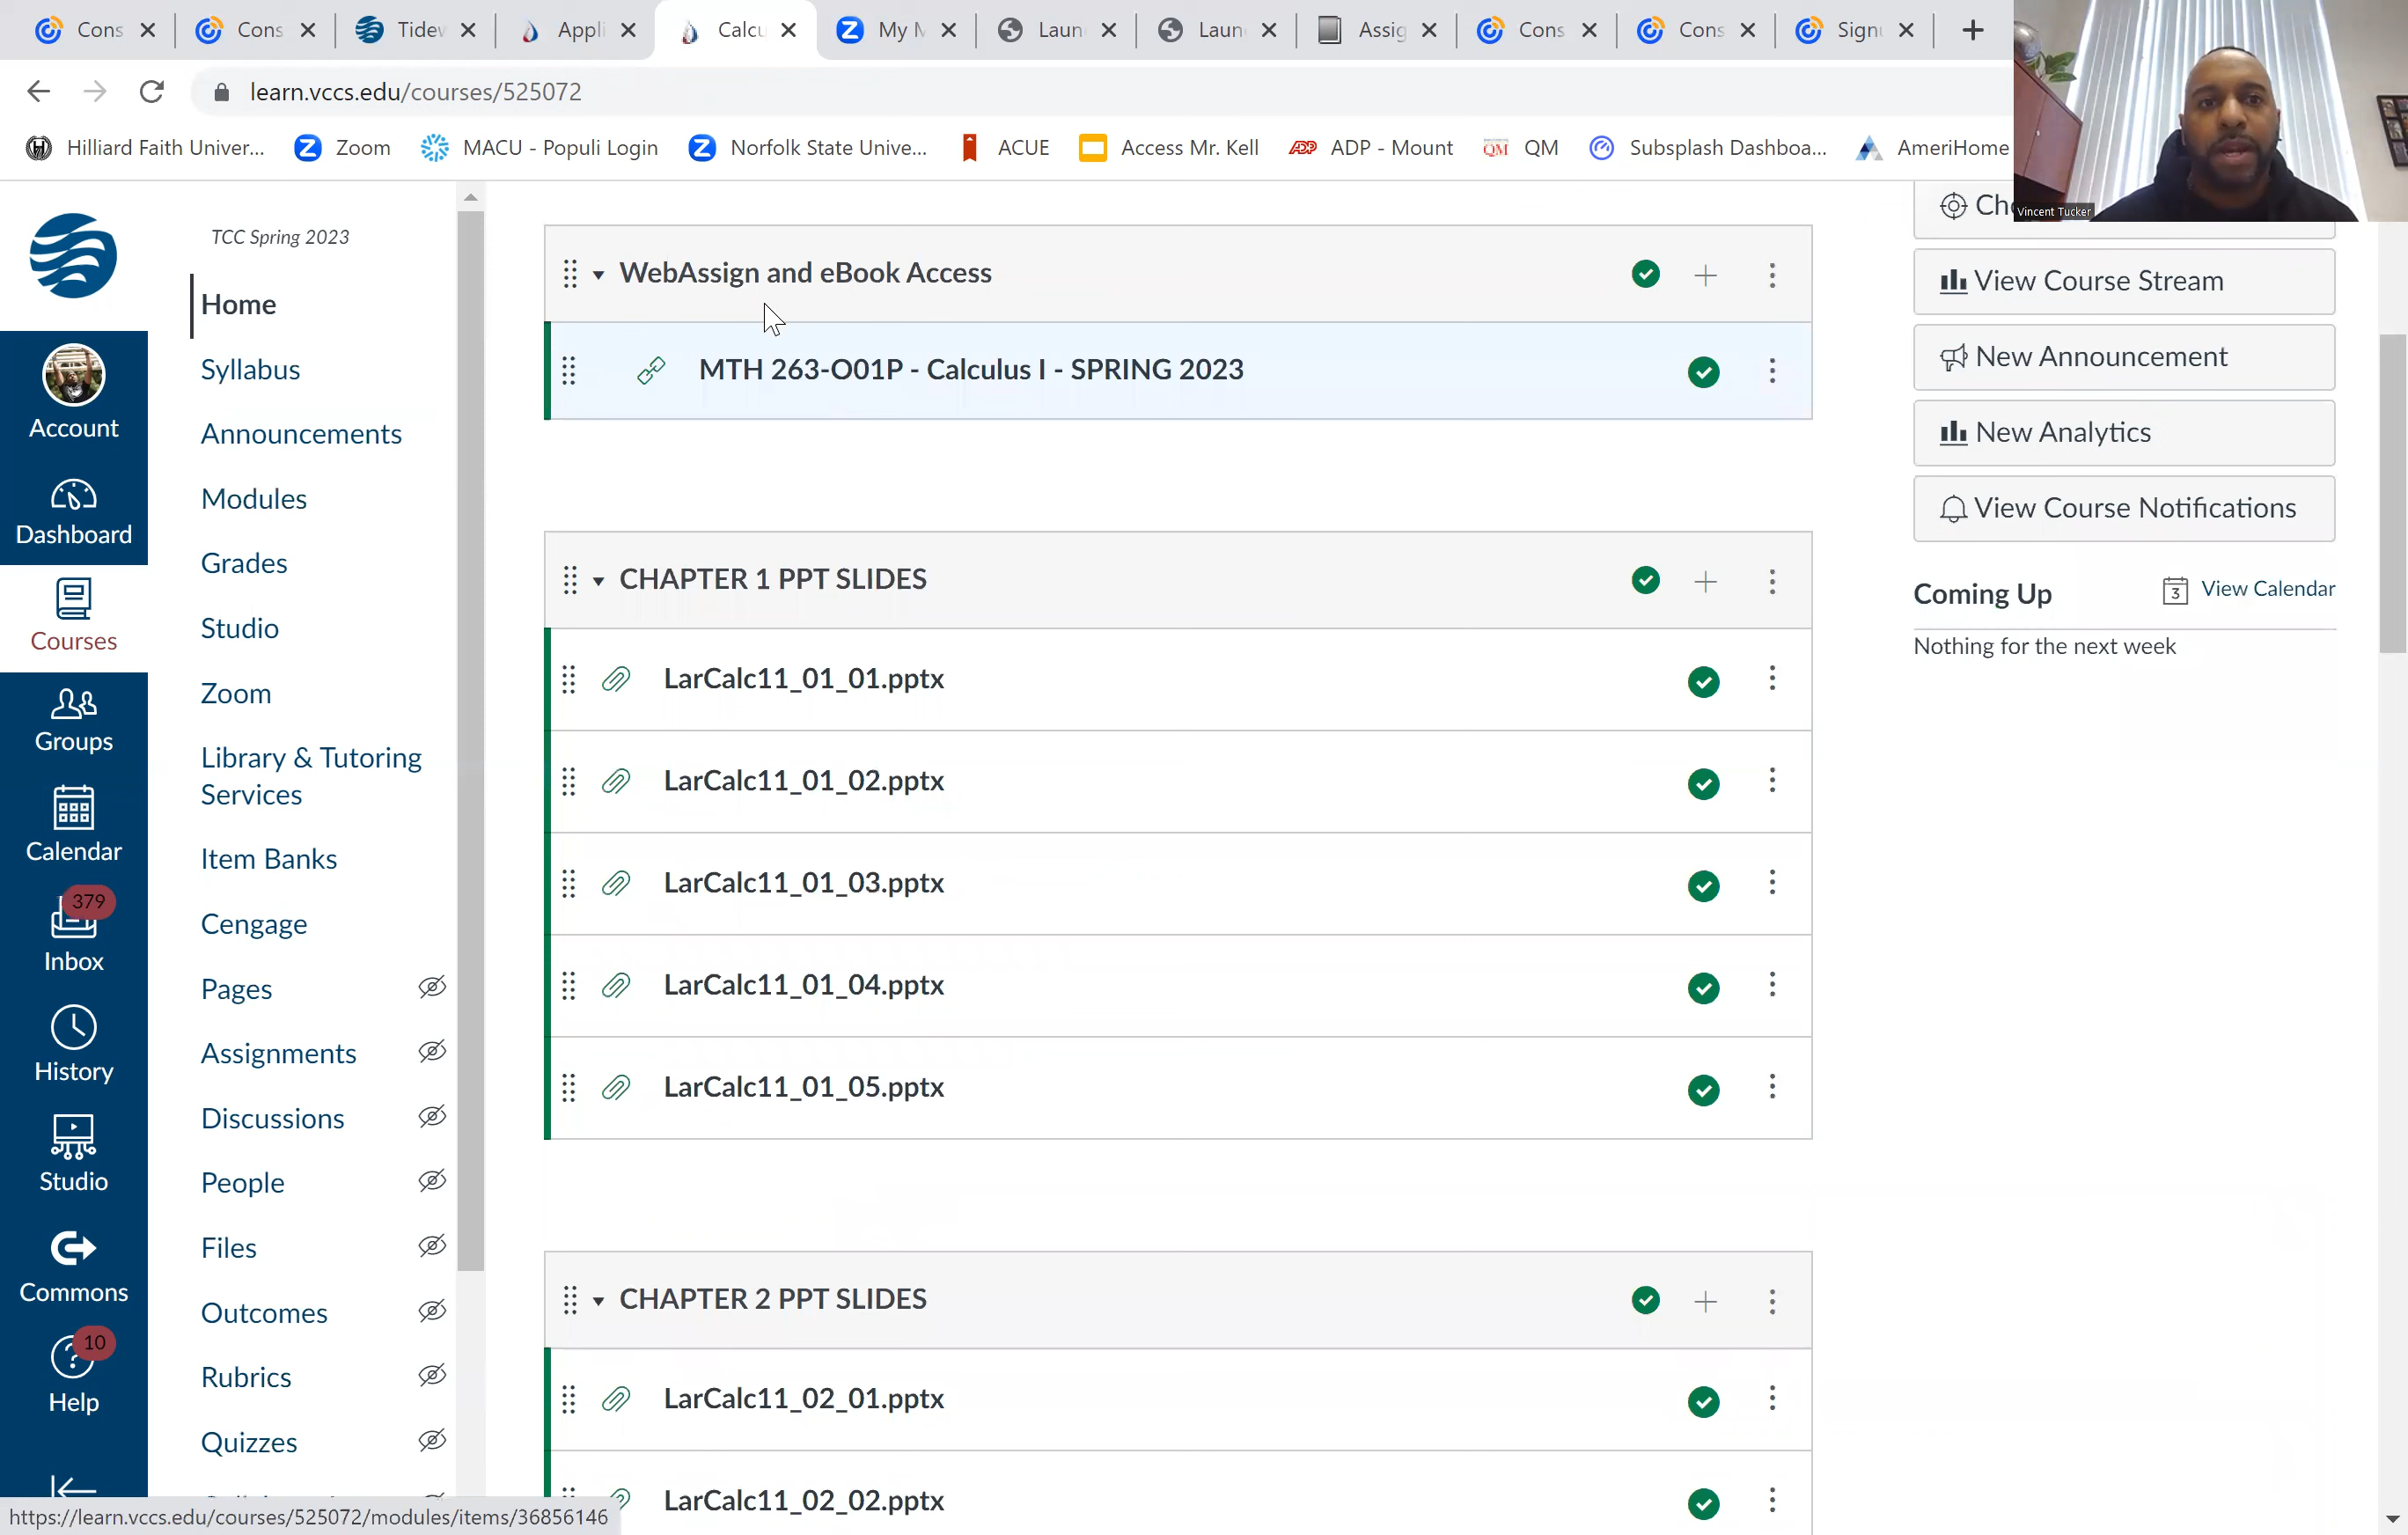 Cons
Cons
Tidew
Appli
Calcu
My M
Laun
Laun
Assig
Cons
Cons
Sign
learn.vccs.edu/courses/525072
Hilliard Faith Univer...
Zoom
MACU - Populi Login
Norfolk State Unive...
ACUE
Access Mr. Kell
ADP - Mount
QM
Subsplash Dashboa...
AmeriHome
Vincent Tucker
Account
Dashboard
Courses
Groups
Calendar
379
Inbox
History
Studio
Commons
10
Help
TCC Spring 2023
Home
Syllabus
Announcements
Modules
Grades
Studio
Zoom
Library & Tutoring
Services
Item Banks
Cengage
Pages
Assignments
Discussions
People
Files
Outcomes
Rubrics
Quizzes
WebAssign and eBook Access
MTH 263-O01P - Calculus I - SPRING 2023
CHAPTER 1 PPT SLIDES
LarCalc11_01_01.pptx
LarCalc11_01_02.pptx
LarCalc11_01_03.pptx
LarCalc11_01_04.pptx
LarCalc11_01_05.pptx
CHAPTER 2 PPT SLIDES
LarCalc11_02_01.pptx
LarCalc11_02_02.pptx
View Course Stream
New Announcement
New Analytics
View Course Notifications
Coming Up
3
View Calendar
Nothing for the next week
https://learn.vccs.edu/courses/525072/modules/items/36856146